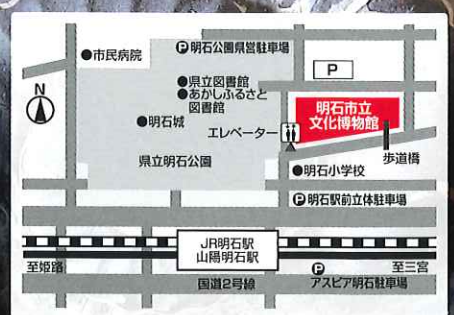 ●市民病院
P明石公園県営駐車場
P
N
●県立図書館
●あかしふるさと
図書館
●明石城
エレベーター
明石市立
文化博物館
歩道橋
県立明石公園
●明石小学校
P明石駅前立体駐車場
JR明石駅
山陽明石駅
至姫路
至三宮
国道2号線
P
アスピア明石駐車場